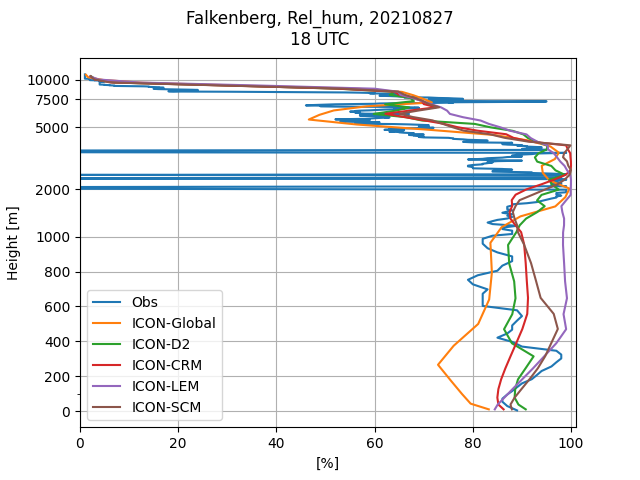 Falkenberg, Rel_hum, 20210827
18 UTC
10000
7500
5000
2000
1000
800
600
400
200
0
Height [m]
Obs
ICON-Global
ICON-D2
ICON-CRM
ICON-LEM
ICON-SCM
0 20 40 60 80 100
[%]